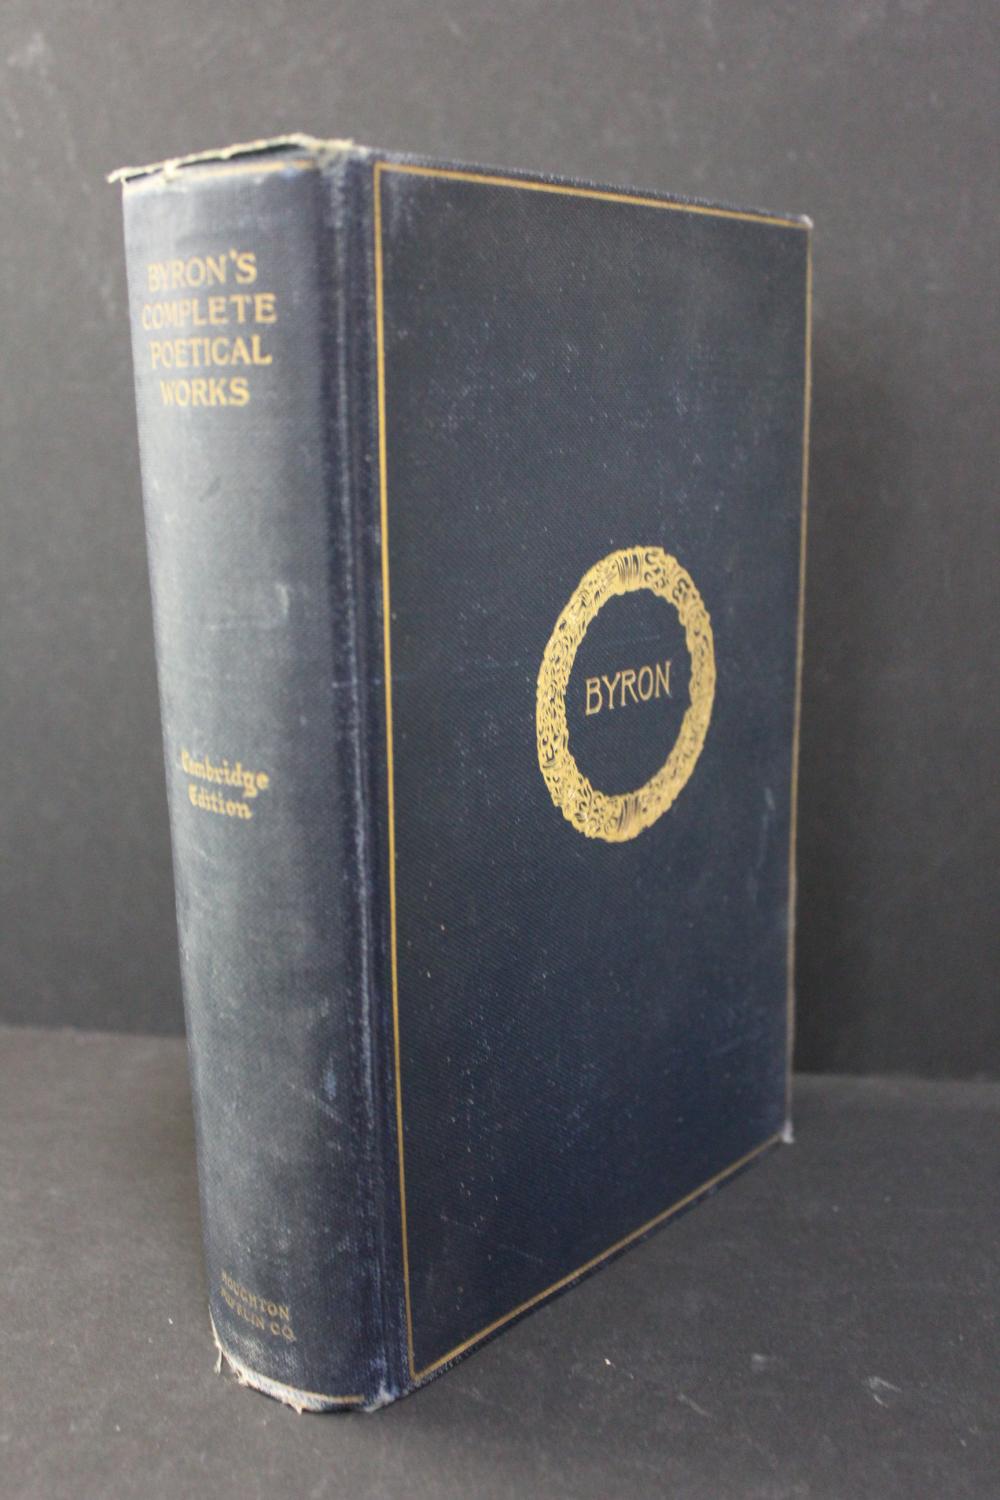 BYRON'S
COMPLETE
POETICAL
WORKS
Cambridge
Edition
HOUGHTON
MIFFLIN CO.
BYRON